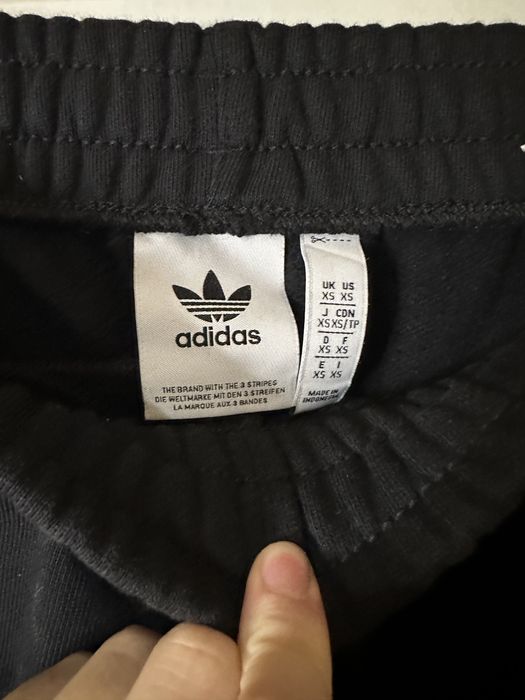 adidas
THE BRAND WITH THE 3 STRIPES
DIE WELTMARKE MIT DEN 3 STREIFEN
LA MARQUE AUX 3 BANDES
UK US
XS XS
J CDN
XS XS/TP
D F
XS XS
E I
XS XS
MADE IN
INDONESIA